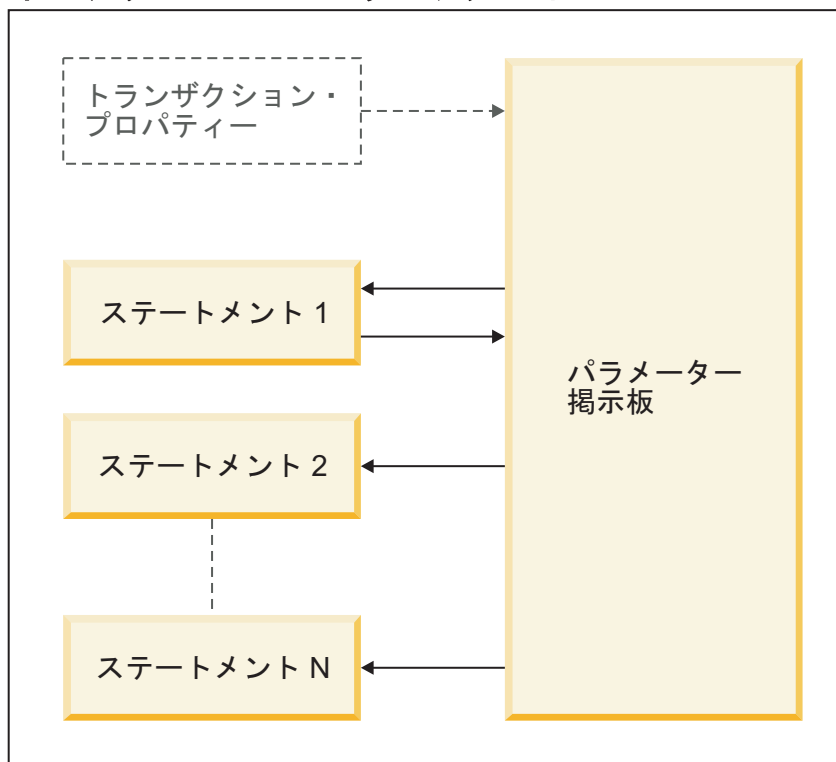 トランザクション・
プロパティー
ステートメント 1
ステートメント 2
ステートメント N
パラメーター
掲示板